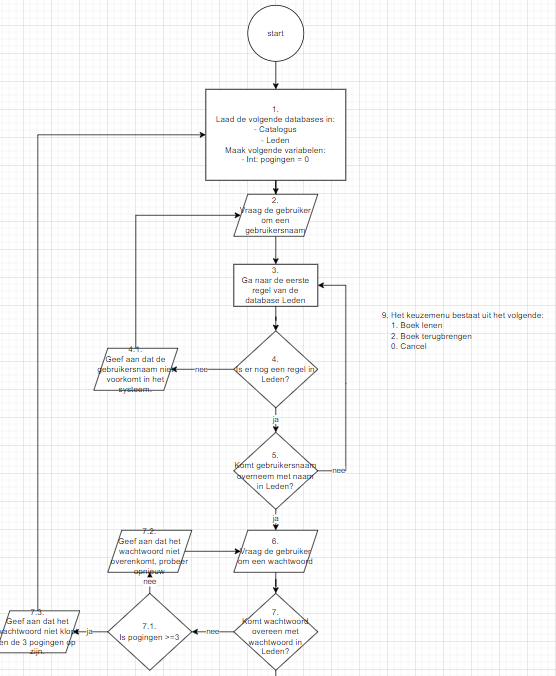 start
1.
Laad de volgende databases in:
- Catalogus
- Leden
Maak volgende variabelen:
- Int: pogingen = 0
2.
Vraag de gebruiker
om een
gebruikersnaam
3.
Ga naar de eerste
regel van de
database Leden
9. Het keuzemenu bestaat uit het volgende:
1. Boek lenen
2. Boek terugbrengen
0. Cancel
4.1.
Geef aan dat de
gebruikersnaam niet
voorkomt in het
systeem.
nee
4.
Is er nog een regel in
Leden?
ja
5.
Komt gebruikersnaam
overneem met naam
in Leden?
nee
ja
7.2.
Geef aan dat het
wachtwoord niet
overenkomt, probeer
opnieuw
6.
Vraag de gebruiker
om een wachtwoord
nee
7.3.
Geef aan dat het
wachtwoord niet klopt
en de 3 pogingen op
zijn.
ja
7.1.
Is pogingen >=3
nee
7.
Komt wachtwoord
overeen met
wachtwoord in
Leden?